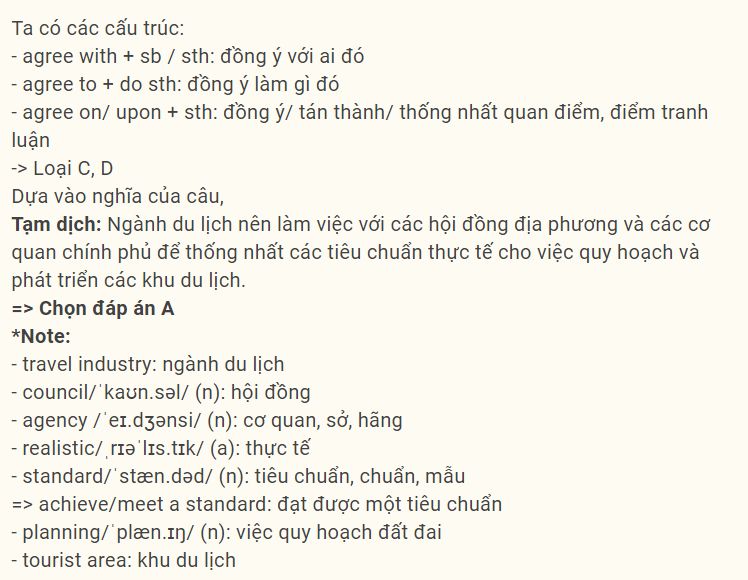 Ta có các cấu trúc:
- agree with + sb / sth: đồng ý với ai đó
- agree to + do sth: đồng ý làm gì đó
- agree on/ upon + sth: đồng ý/ tán thành/ thống nhất quan điểm, điểm tranh
luận
-> Loại C, D
Dựa vào nghĩa của câu,
Tạm dịch: Ngành du lịch nên làm việc với các hội đồng địa phương và các cơ
quan chính phủ để thống nhất các tiêu chuẩn thực tế cho việc quy hoạch và
phát triển các khu du lịch.
=> Chọn đáp án A
*Note:
- travel industry: ngành du lịch
- council/ˈkaʊn.səl/ (n): hội đồng
- agency /ˈeɪ.dʒənsi/ (n): cơ quan, sở, hãng
- realistic/ˌrɪəˈlɪs.tɪk/ (a): thực tế
- standard/ˈstæn.dəd/ (n): tiêu chuẩn, chuẩn, mẫu
=> achieve/meet a standard: đạt được một tiêu chuẩn
- planning/ˈplæn.ɪŋ/ (n): việc quy hoạch đất đai
- tourist area: khu du lịch